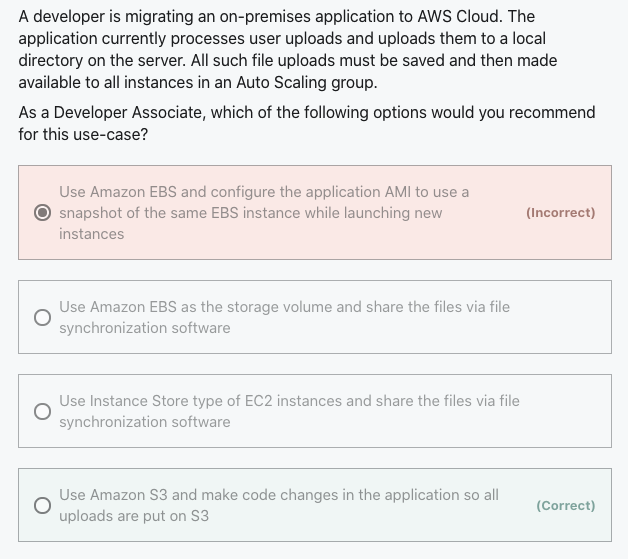 A developer is migrating an on-premises application to AWS Cloud. The
application currently processes user uploads and uploads them to a local
directory on the server. All such file uploads must be saved and then made
available to all instances in an Auto Scaling group.
As a Developer Associate, which of the following options would you recommend
for this use-case?
Use Amazon EBS and configure the application AMI to use a
snapshot of the same EBS instance while launching new
instances
(Incorrect)
Use Amazon EBS as the storage volume and share the files via file
synchronization software
Use Instance Store type of EC2 instances and share the files via file
synchronization software
Use Amazon S3 and make code changes in the application so all
uploads are put on S3
(Correct)